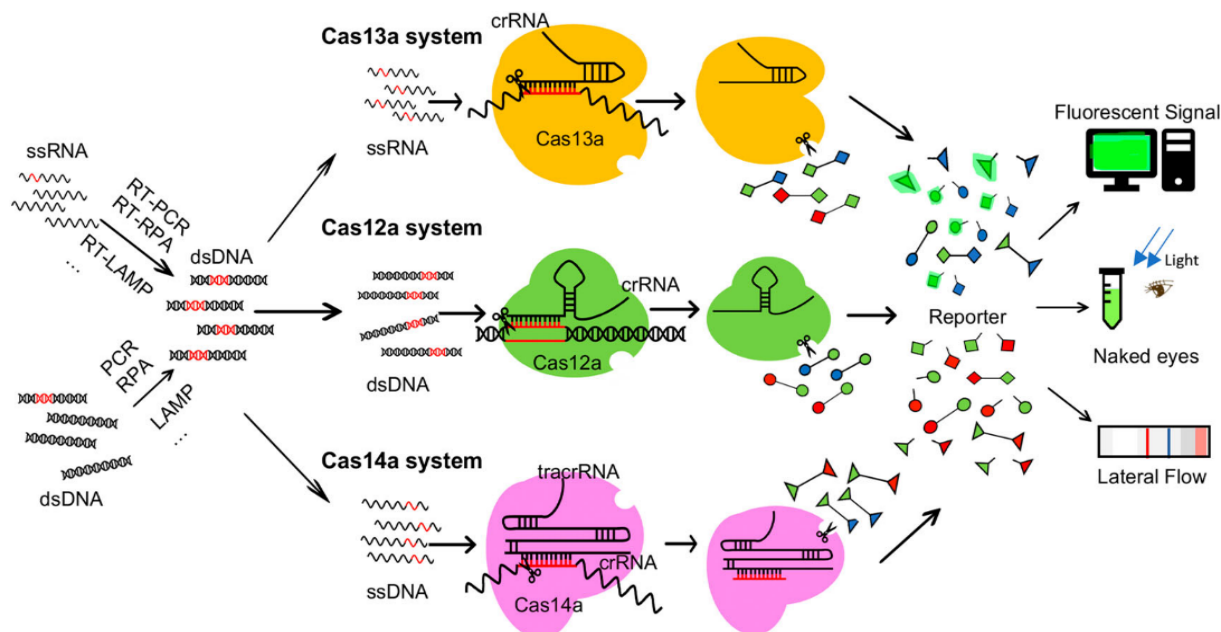 ssRNA
RT-PCR
RT-RPA
RT-LAMP
...
dsDNA
PCR
RPA
LAMP
...
dsDNA
Cas13a system
crRNA
ssRNA
Cas13a
Cas12a system
crRNA
dsDNA
Cas12a
Cas14a system
tracrRNA
crRNA
ssDNA
Cas14a
Reporter
Fluorescent Signal
Light
Naked eyes
Lateral Flow